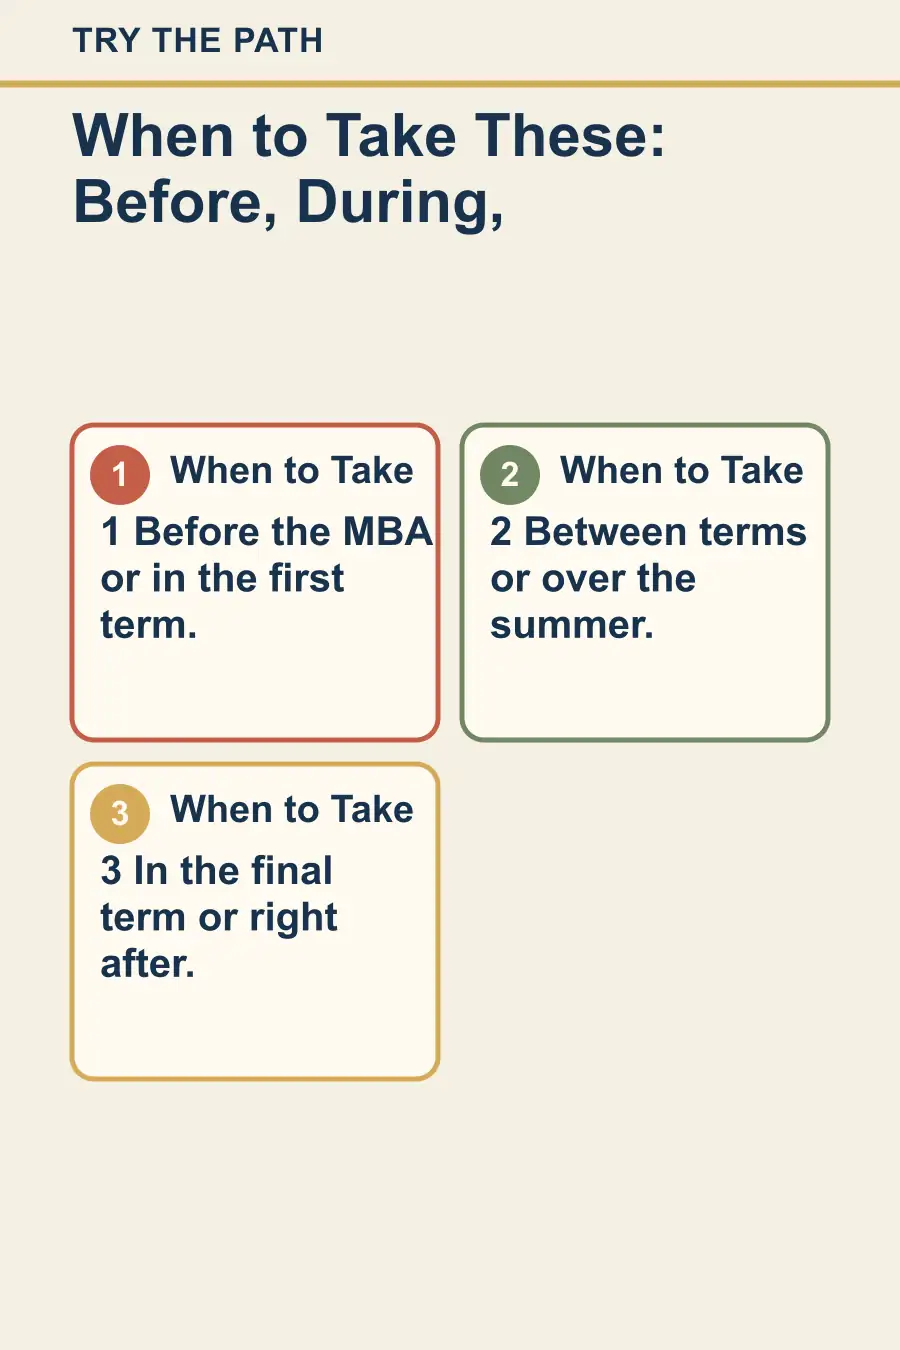 TRY THE PATH
When to Take These:
Before, During,
1 When to Take
1 Before the MBA
or in the first
term.
2 When to Take
2 Between terms
or over the
summer.
3 When to Take
3 In the final
term or right
after.